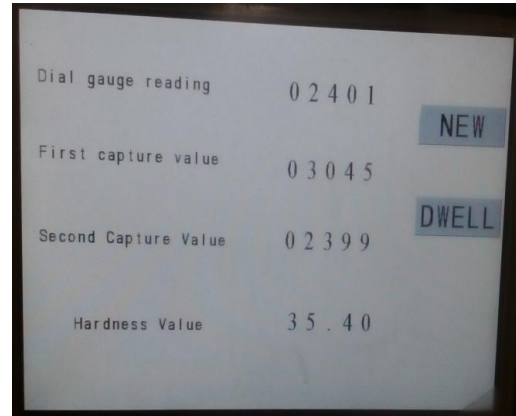 Dial gauge reading 02401
NEW
First capture value 03045
DWELL
Second Capture Value 02399
Hardness Value 35.40